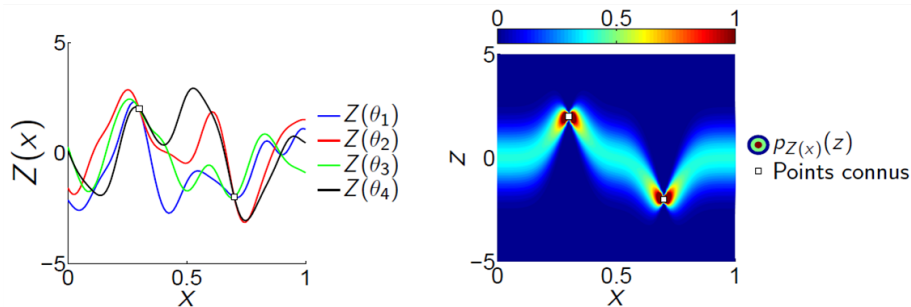 5
0
−5
Z(x)
0
0.5
1
x
Z(θ₁)
Z(θ₂)
Z(θ₃)
Z(θ₄)
0
0.5
1
5
0
−5
z
0
0.5
1
x
p_{Z(x)}(z)
Points connus